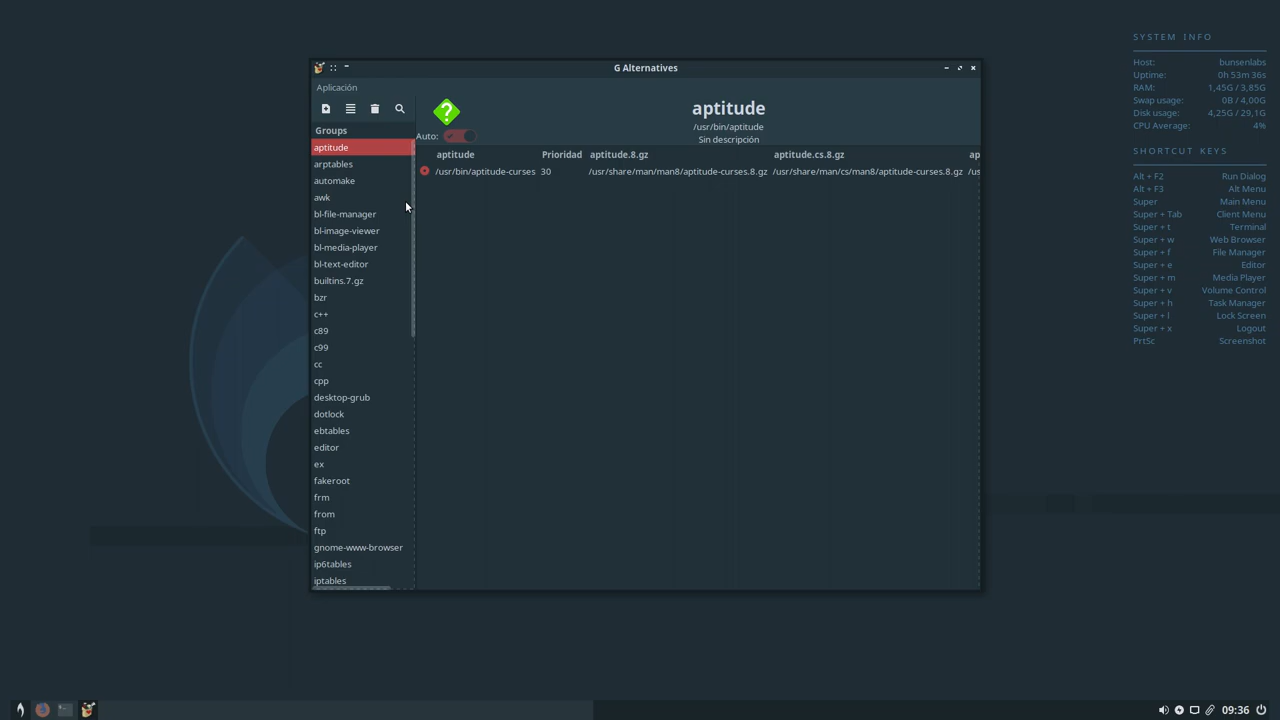 G Alternatives
Aplicación
Groups
aptitude
arptables
automake
awk
bl-file-manager
bl-image-viewer
bl-media-player
bl-text-editor
builtins.7.gz
bzr
c++
c89
c99
cc
cpp
desktop-grub
dotlock
ebtables
editor
ex
fakeroot
frm
from
ftp
gnome-www-browser
ip6tables
iptables
?
aptitude
/usr/bin/aptitude
Auto:
Sin descripción
aptitude Prioridad aptitude.8.gz aptitude.cs.8.gz ap
/usr/bin/aptitude-curses 30 /usr/share/man/man8/aptitude-curses.8.gz /usr/share/man/cs/man8/aptitude-curses.8.gz /us
SYSTEM INFO
Host: bunsenlabs
Uptime: 0h 53m 36s
RAM: 1,45G / 3,85G
Swap usage: 0B / 4,00G
Disk usage: 4,25G / 29,1G
CPU Average: 4%
SHORTCUT KEYS
Alt + F2 Run Dialog
Alt + F3 Alt Menu
Super Main Menu
Super + Tab Client Menu
Super + t Terminal
Super + w Web Browser
Super + f File Manager
Super + e Editor
Super + m Media Player
Super + v Volume Control
Super + h Task Manager
Super + l Lock Screen
Super + x Logout
PrtSc Screenshot
09:36